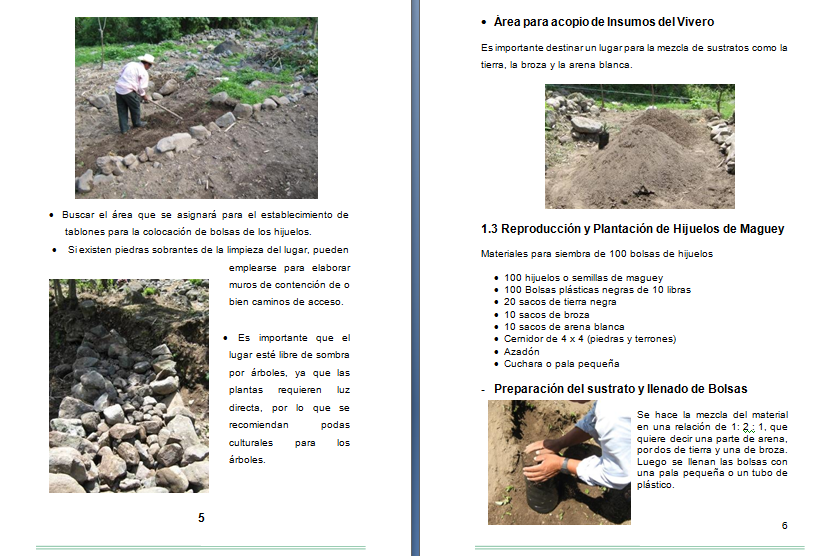 • Buscar el área que se asignará para el establecimiento de
tablones para la colocación de bolsas de los hijuelos.
• Si existen piedras sobrantes de la limpieza del lugar, pueden
emplearse para elaborar
muros de contención de o
bien caminos de acceso.
• Es importante que el
lugar esté libre de sombra
por árboles, ya que las
plantas requieren luz
directa, por lo que se
recomiendan podas
culturales para los
árboles.
5
• Área para acopio de Insumos del Vivero
Es importante destinar un lugar para la mezcla de sustratos como la
tierra, la broza y la arena blanca.
1.3 Reproducción y Plantación de Hijuelos de Maguey
Materiales para siembra de 100 bolsas de hijuelos
• 100 hijuelos o semillas de maguey
• 100 Bolsas plásticas negras de 10 libras
• 20 sacos de tierra negra
• 10 sacos de broza
• 10 sacos de arena blanca
• Cernidor de 4 x 4 (piedras y terrones)
• Azadón
• Cuchara o pala pequeña
- Preparación del sustrato y llenado de Bolsas
Se hace la mezcla del material
en una relación de 1: 2 : 1, que
quiere decir una parte de arena,
por dos de tierra y una de broza.
Luego se llenan las bolsas con
una pala pequeña o un tubo de
plástico.
6